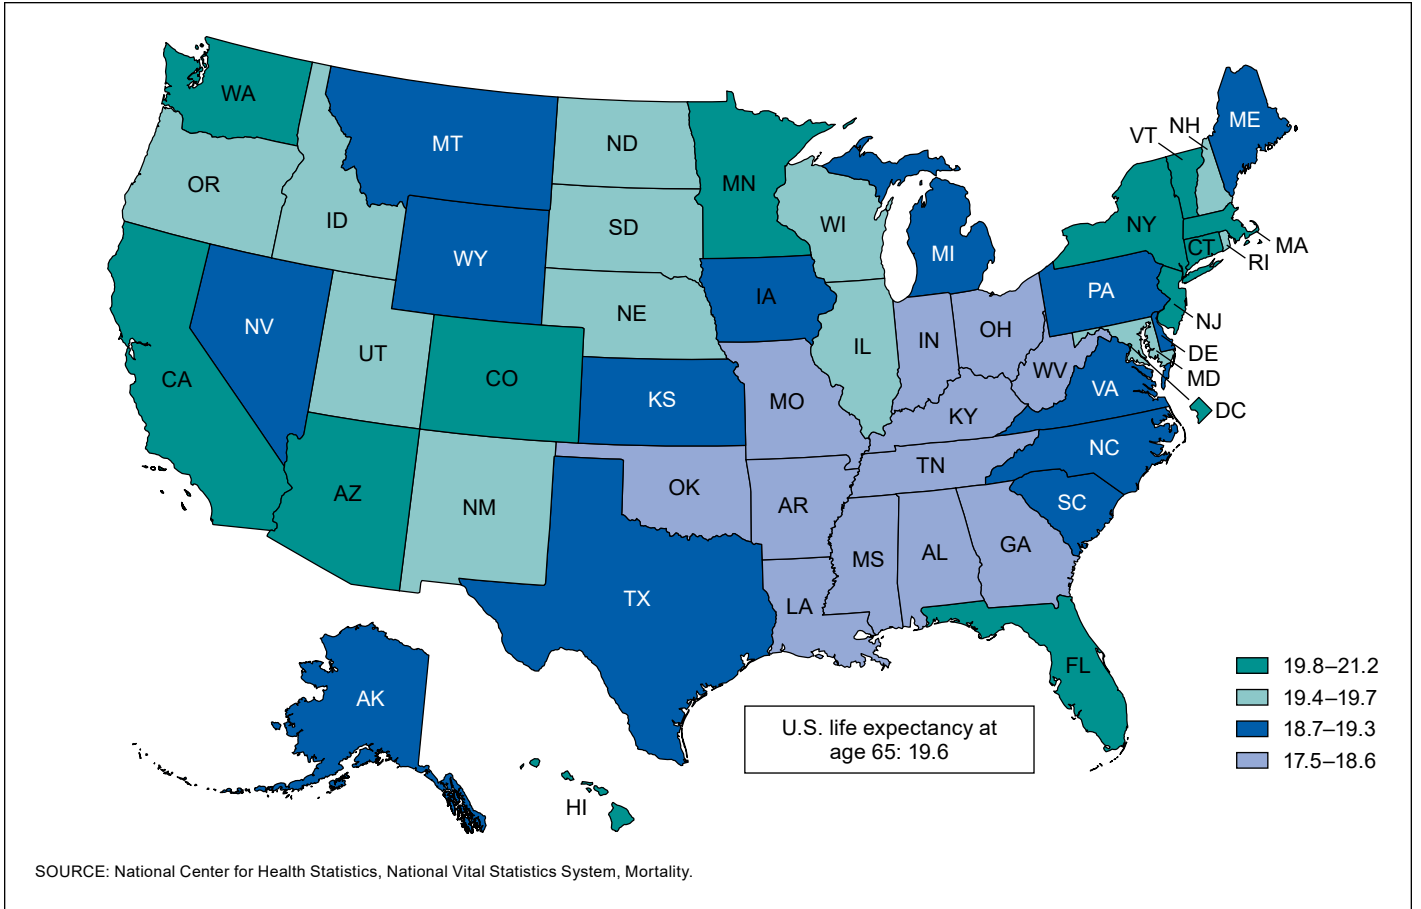 WA
MT
ND
MN
OR
ID
SD
WI
WY
MI
NE
IA
NV
UT
CO
CA
KS
IL
IN
OH
PA
MO
WV
KY
VA
AZ
NM
OK
AR
TN
NC
SC
MS
AL
GA
TX
LA
FL
AK
HI
VT
NH
ME
NY
CT
MA
RI
NJ
DE
MD
DC
19.8–21.2
19.4–19.7
18.7–19.3
17.5–18.6
U.S. life expectancy at
age 65: 19.6
SOURCE: National Center for Health Statistics, National Vital Statistics System, Mortality.